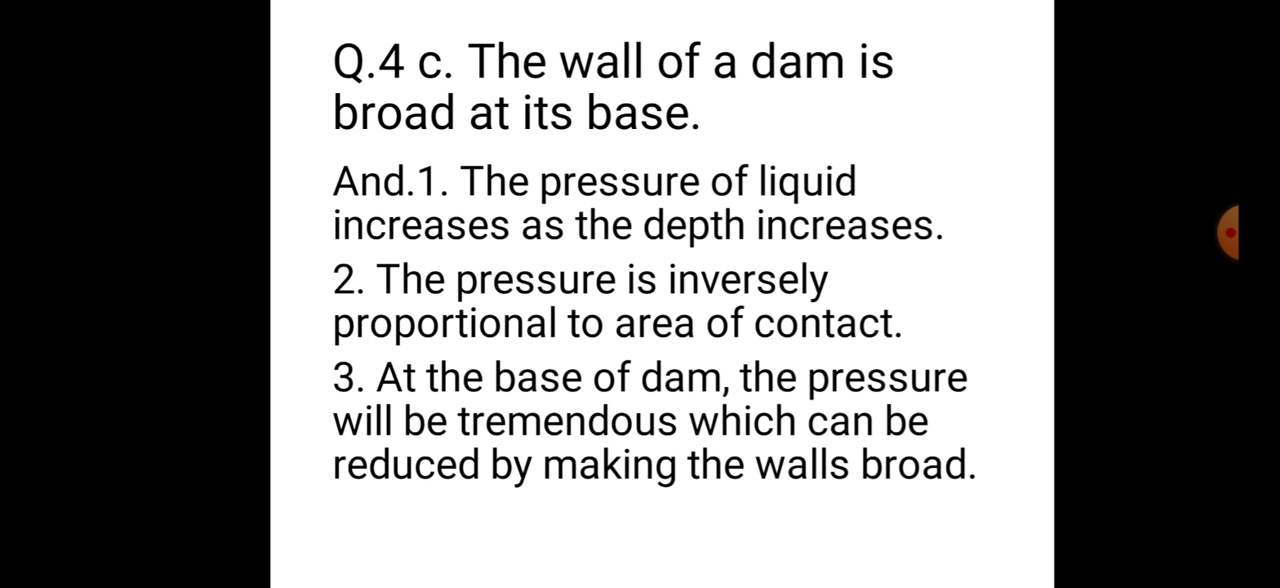 Q.4 c. The wall of a dam is
broad at its base.
And.1. The pressure of liquid
increases as the depth increases.
2. The pressure is inversely
proportional to area of contact.
3. At the base of dam, the pressure
will be tremendous which can be
reduced by making the walls broad.